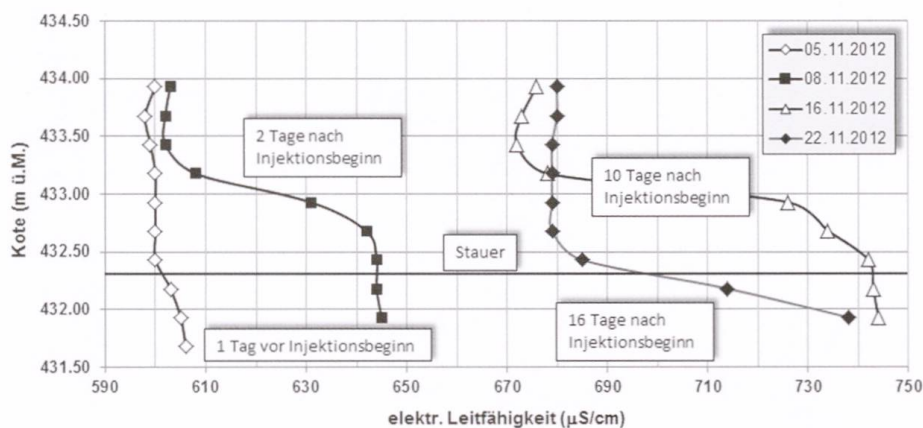 434.50
434.00
433.50
433.00
432.50
432.00
431.50
Kote (m ü.M.)
05.11.2012
08.11.2012
16.11.2012
22.11.2012
2 Tage nach
Injektionsbeginn
10 Tage nach
Injektionsbeginn
Stauer
16 Tage nach
Injektionsbeginn
1 Tag vor Injektionsbeginn
590 610 630 650 670 690 710 730 750
elektr. Leitfähigkeit (µS/cm)